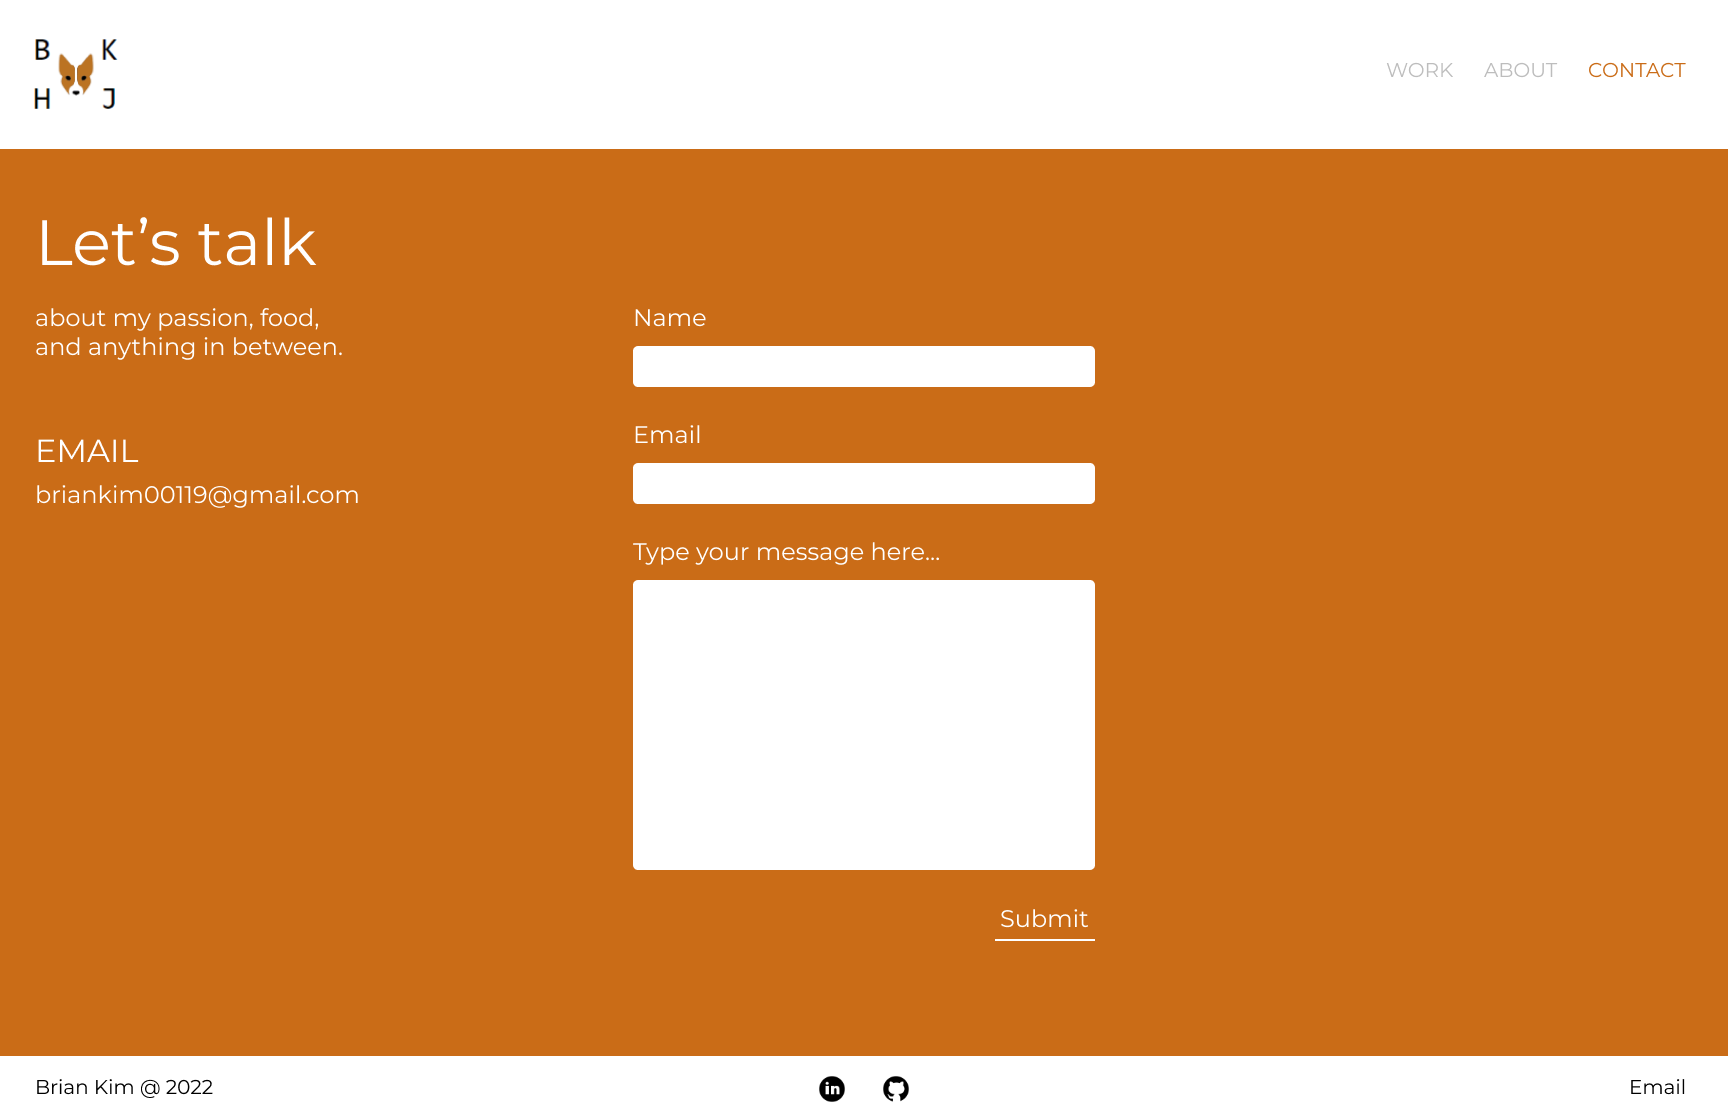 B K
H J
WORK ABOUT CONTACT
Let’s talk
about my passion, food,
and anything in between.
EMAIL
briankim00119@gmail.com
Name
Email
Type your message here...
Submit
Brian Kim @ 2022
in
Email